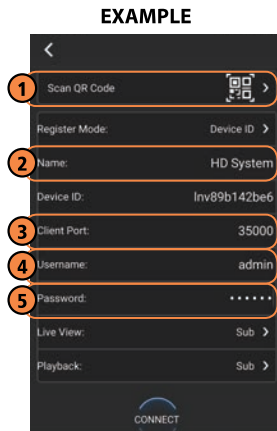 EXAMPLE
1 Scan QR Code
Register Mode: Device ID
2 Name: HD System
Device ID: lnv89b142be6
3 Client Port: 35000
4 Username: admin
5 Password: ••••••
Live View: Sub
Playback: Sub
CONNECT